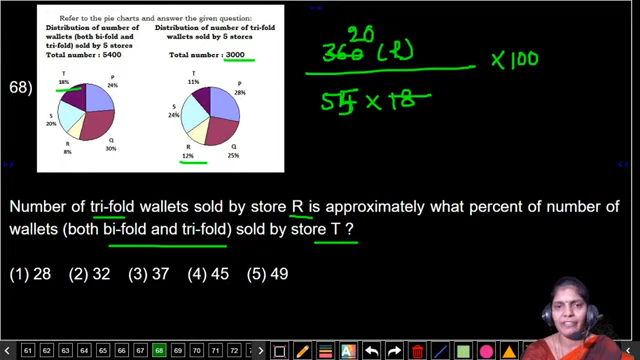 Refer to the pie charts and answer the given question:
Distribution of number of
wallets (both bi-fold and
tri-fold) sold by 5 stores
Total number : 5400
Distribution of number of tri-fold
wallets sold by 5 stores
Total number : 3000
T
18%
P
24%
S
20%
R
8%
Q
30%
T
11%
P
28%
S
24%
R
12%
Q
25%
68)
20
360 (R)
× 100
54 × 18
Number of tri-fold wallets sold by store R is approximately what percent of number of
wallets (both bi-fold and tri-fold) sold by store T ?
(1) 28 (2) 32 (3) 37 (4) 45 (5) 49
61 62 63 64 65 66 67 68 69 70 71 72 7